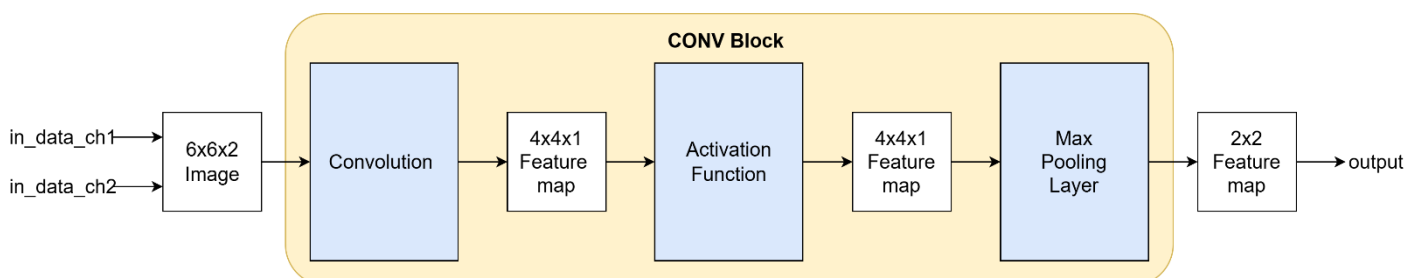 CONV Block
in_data_ch1
in_data_ch2
6x6x2
Image
Convolution
4x4x1
Feature
map
Activation
Function
4x4x1
Feature
map
Max
Pooling
Layer
2x2
Feature
map
output